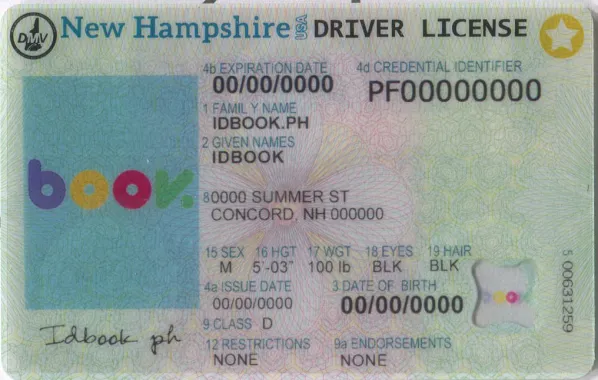 DMV New Hampshire USA DRIVER LICENSE
4b EXPIRATION DATE 4d CREDENTIAL IDENTIFIER
00/00/0000 PF00000000
1 FAMILY NAME
IDBOOK.PH
2 GIVEN NAMES
IDBOOK
boov.
80000 SUMMER ST
CONCORD, NH 000000
15 SEX 16 HGT 17 WGT 18 EYES 19 HAIR
M 5'-03" 100 lb BLK BLK
4a ISSUE DATE 3 DATE OF BIRTH
00/00/0000 00/00/0000
9 CLASS D
Idbook ph
12 RESTRICTIONS 9a ENDORSEMENTS
NONE NONE
5 00631259